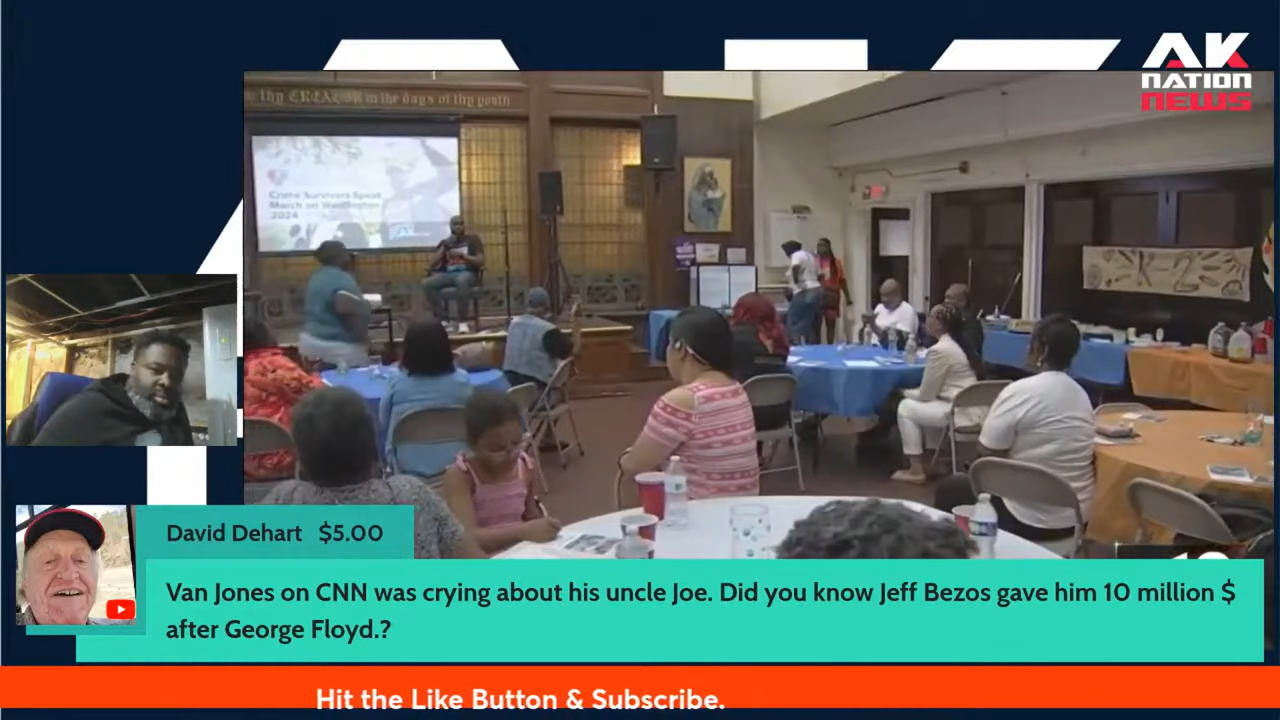 AK
NATION
NEWS
thy CREATOR in the days of thy youth
Crime Survivors Speak
March on Washington
2024
David Dehart $5.00
Van Jones on CNN was crying about his uncle Joe. Did you know Jeff Bezos gave him 10 million $
after George Floyd.?
Hit the Like Button & Subscribe.